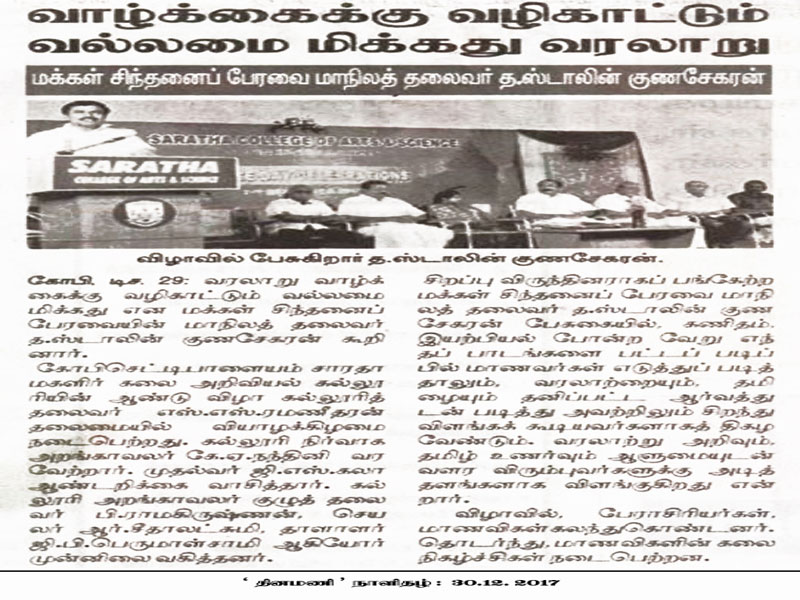 வாழ்க்கைக்கு வழிகாட்டும்
வல்லமை மிக்கது வரலாறு
மக்கள் சிந்தனைப் பேரவை மாநிலத் தலைவர் த.ஸ்டாலின் குணசேகரன்
SARATHA COLLEGE OF ARTS & SCIENCE
SARATHA
COLLEGE OF ARTS & SCIENCE
DAY CELEBRATIONS
விழாவில் பேசுகிறார் த.ஸ்டாலின் குணசேகரன்.
கோபி, டிச. 29: வரலாறு வாழ்க்
கைக்கு வழிகாட்டும் வல்லமை
மிக்கது என மக்கள் சிந்தனைப்
பேரவையின் மாநிலத் தலைவர்
த.ஸ்டாலின் குணசேகரன் கூறி
னார்.
கோபிசெட்டிபாளையம் சாரதா
மகளிர் கலை அறிவியல் கல்லூ
ரியின் ஆண்டு விழா கல்லூரித்
தலைவர் எஸ்.எஸ்.ரமணீதரன்
தலைமையில் வியாழக்கிழமை
நடைபெற்றது. கல்லூரி நிர்வாக
அறங்காவலர் கே.ஏ.நந்தினி வர
வேற்றார். முதல்வர் ஜி.எஸ்.கலா
ஆண்டறிக்கை வாசித்தார். கல்
லூரி அறங்காவலர் குழுத் தலை
வர் பி.ராமகிருஷ்ணன், செய
லர் ஆர்.சீதாலட்சுமி, தாளாளர்
ஜி.பி.பெருமாள்சாமி ஆகியோர்
முன்னிலை வகித்தனர்.
சிறப்பு விருந்தினராகப் பங்கேற்ற
மக்கள் சிந்தனைப் பேரவை மாநி
லத் தலைவர் த.ஸ்டாலின் குண
சேகரன் பேசுகையில், கணிதம்,
இயற்பியல் போன்ற வேறு எந்
தப் பாடங்களை பட்டப் படிப்
பில் மாணவர்கள் எடுத்துப் படித்
தாலும், வரலாற்றையும், தமி
ழையும் தனிப்பட்ட ஆர்வத்து
டன் படித்து அவற்றிலும் சிறந்து
விளங்கக் கூடியவர்களாகத் திகழ
வேண்டும். வரலாற்று அறிவும்,
தமிழ் உணர்வும் ஆளுமையுடன்
வளர விரும்புவர்களுக்கு அடித்
தளங்களாக விளங்குகிறது என்
றார்.
விழாவில், பேராசிரியர்கள்,
மாணவிகள் கலந்துகொண்டனர்.
தொடர்ந்து, மாணவிகளின் கலை
நிகழ்ச்சிகள் நடைபெற்றன.
' தினமணி ' நாளிதழ் : 30.12. 2017